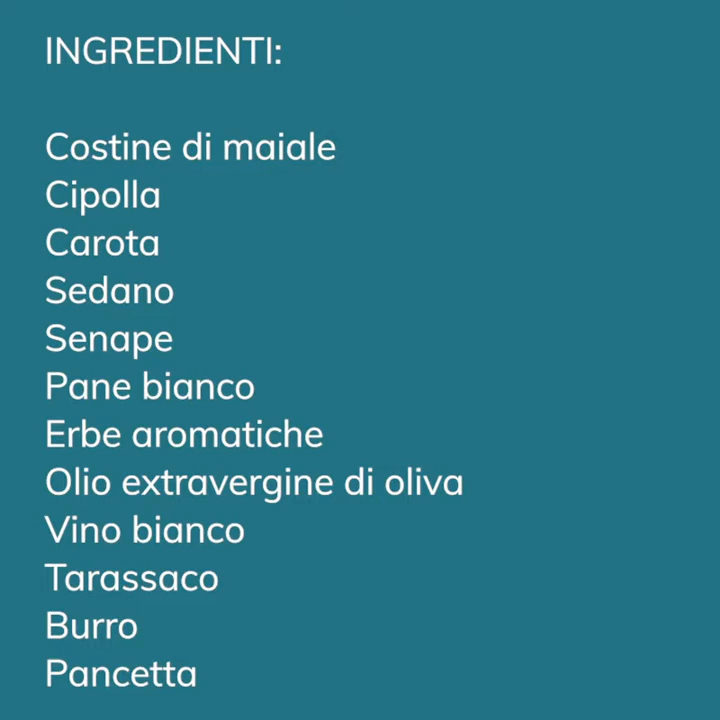 INGREDIENTI:
Costine di maiale
Cipolla
Carota
Sedano
Senape
Pane bianco
Erbe aromatiche
Olio extravergine di oliva
Vino bianco
Tarassaco
Burro
Pancetta